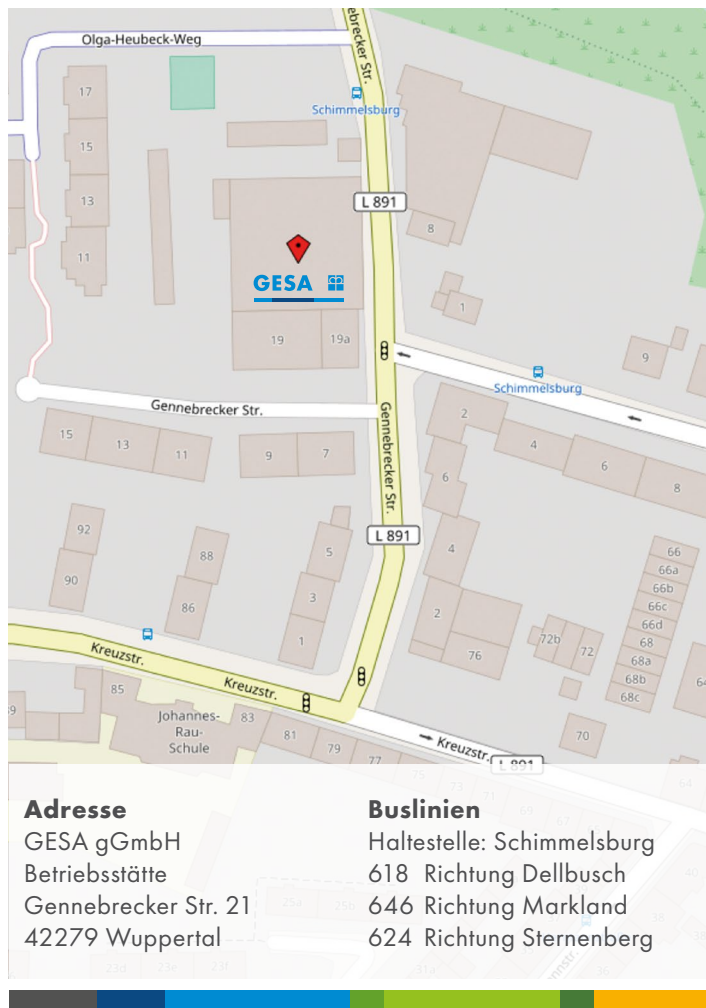 Olga-Heubeck-Weg
Gennebrecker Str.
17
Schimmelsburg
15
13
L 891
8
11
GESA
1
19
19a
9
Schimmelsburg
Gennebrecker Str.
2
Gennebrecker Str.
15
13
11
9
7
4
6
8
6
92
L 891
88
5
4
66
66a
90
66b
3
66c
86
2
66d
1
72b
72
68
Kreuzstr.
76
68a
68b
85
Kreuzstr.
68c
Johannes-
Rau-
Schule
83
81
79
77
Kreuzstr.
70
L 891
64
Adresse
GESA gGmbH
Betriebsstätte
Gennebrecker Str. 21
42279 Wuppertal
Buslinien
Haltestelle: Schimmelsburg
618 Richtung Dellbusch
646 Richtung Markland
624 Richtung Sternenberg